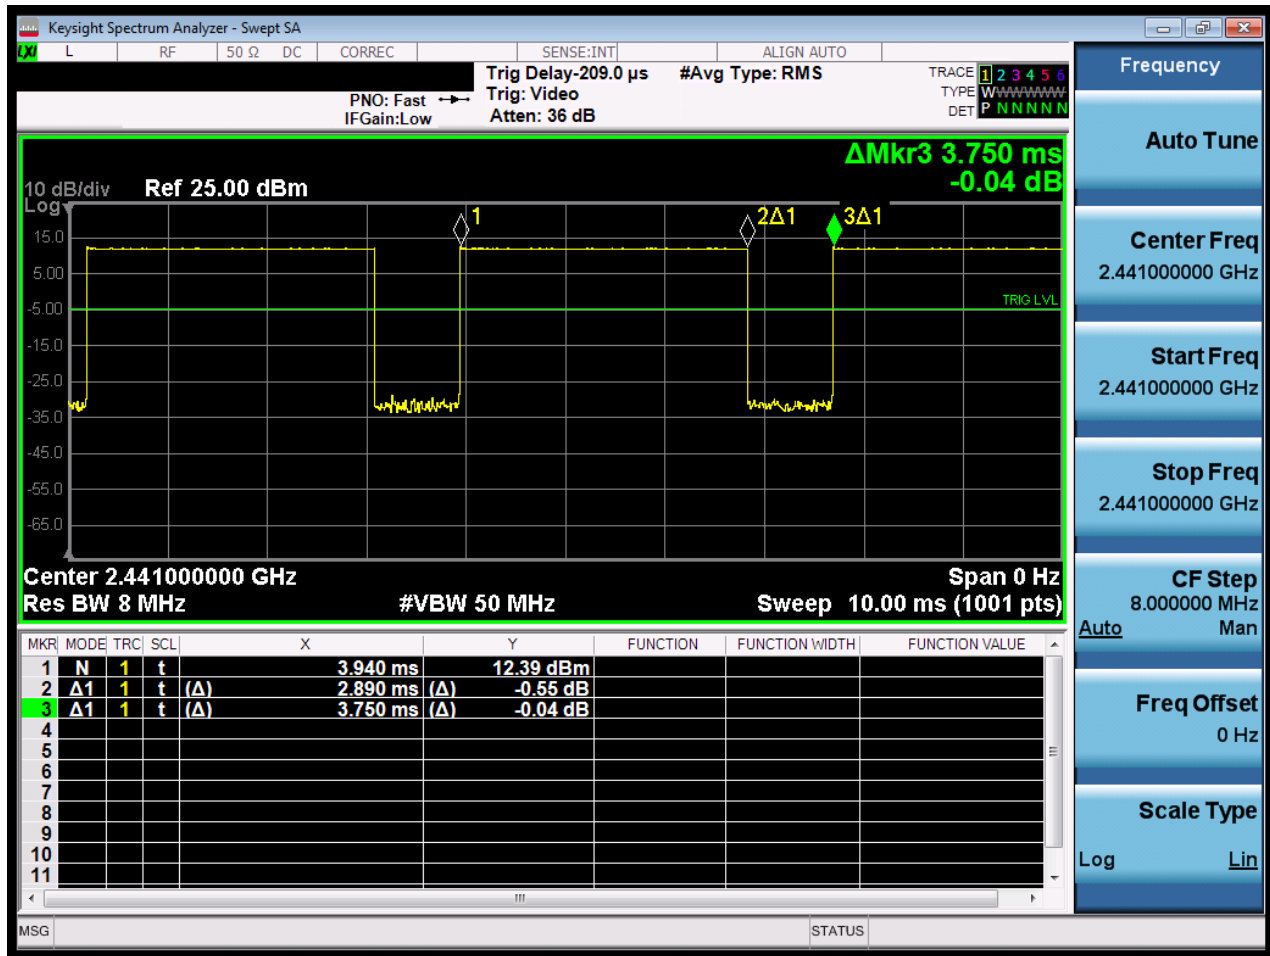 Keysight Spectrum Analyzer - Swept SA
LXI L RF 50 Ω DC CORREC SENSE:INT ALIGN AUTO
Trig Delay-209.0 µs #Avg Type: RMS
PNO: Fast Trig: Video
IFGain:Low Atten: 36 dB
TRACE 1 2 3 4 5 6
TYPE WWWWWWW
DET P N N N N N
ΔMkr3 3.750 ms
-0.04 dB
10 dB/div Ref 25.00 dBm
Log
1 2Δ1 3Δ1
15.0
5.00
-5.00
TRIG LVL
-15.0
-25.0
-35.0
-45.0
-55.0
-65.0
Center 2.441000000 GHz Span 0 Hz
Res BW 8 MHz #VBW 50 MHz Sweep 10.00 ms (1001 pts)
MKR MODE TRC SCL X Y FUNCTION FUNCTION WIDTH FUNCTION VALUE
1 N 1 t 3.940 ms 12.39 dBm
2 Δ1 1 t (Δ) 2.890 ms (Δ) -0.55 dB
3 Δ1 1 t (Δ) 3.750 ms (Δ) -0.04 dB
4
5
6
7
8
9
10
11
MSG STATUS
Frequency
Auto Tune
Center Freq
2.441000000 GHz
Start Freq
2.441000000 GHz
Stop Freq
2.441000000 GHz
CF Step
8.000000 MHz
Auto Man
Freq Offset
0 Hz
Scale Type
Log Lin